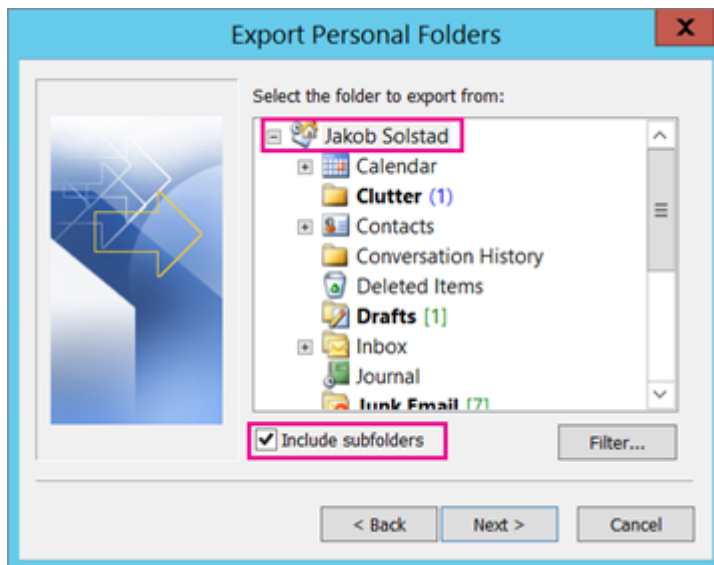 Export Personal Folders
X
Select the folder to export from:
Jakob Solstad
Calendar
Clutter (1)
Contacts
Conversation History
Deleted Items
Drafts [1]
Inbox
Journal
Junk Email [7]
Include subfolders
Filter...
< Back Next > Cancel